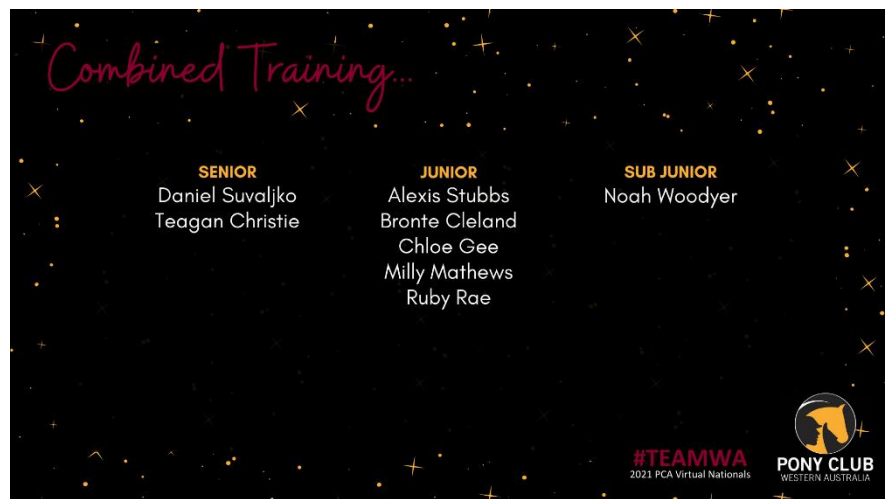 Combined Training...
SENIOR
Daniel Suvaljko
Teagan Christie
JUNIOR
Alexis Stubbs
Bronte Cleland
Chloe Gee
Milly Mathews
Ruby Rae
SUB JUNIOR
Noah Woodyer
#TEAMWA
2021 PCA Virtual Nationals
PONY CLUB
WESTERN AUSTRALIA